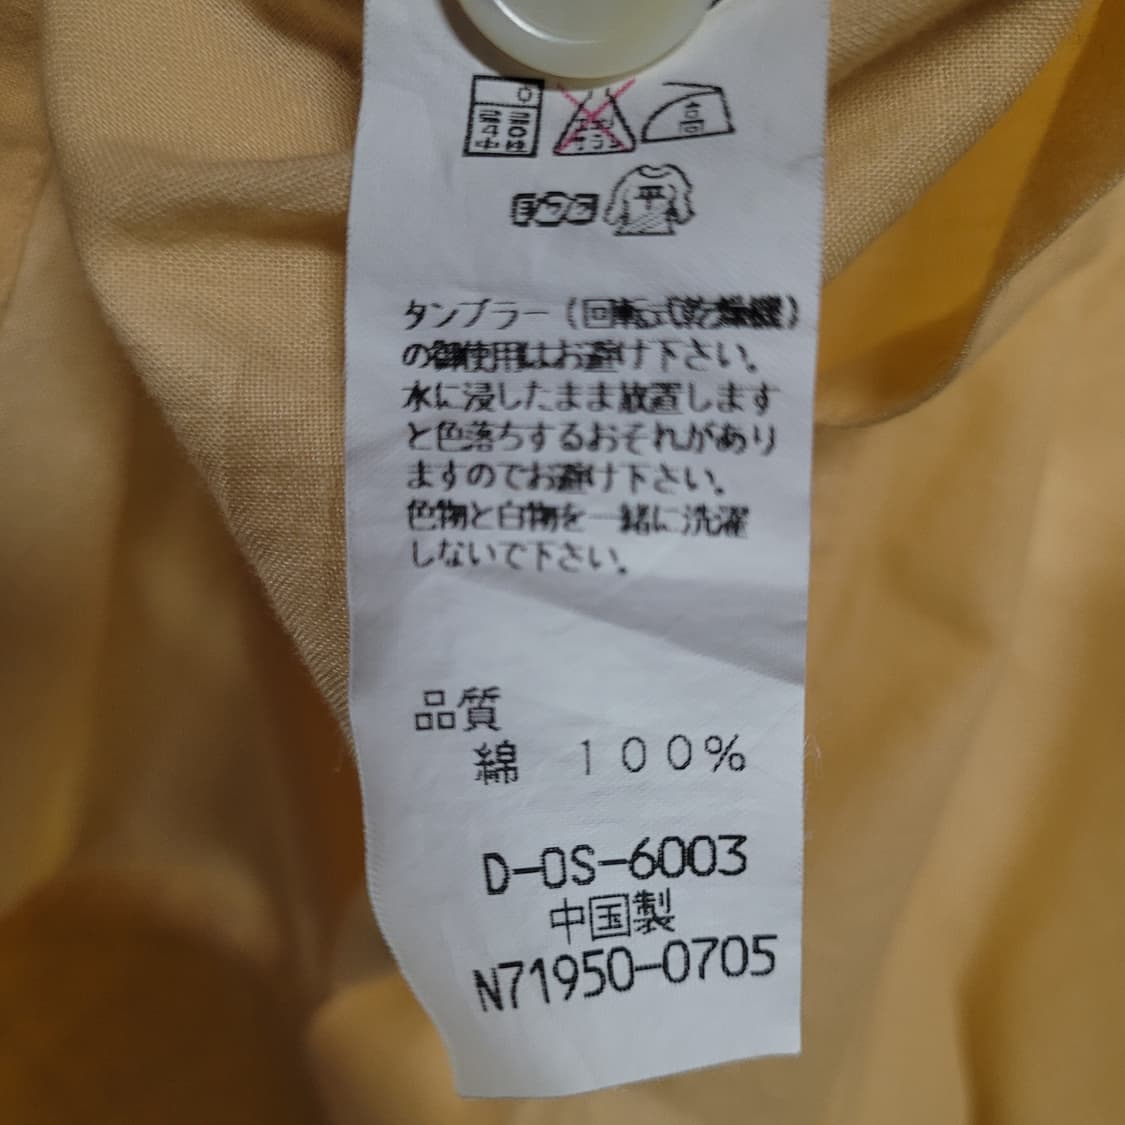 高
平
タンブラー(回転式乾燥機)
の御使用はお避け下さい。
水に浸したまま放置します
と色落ちするおそれがあり
ますのでお避け下さい。
色物と白物を一緒に洗濯
しないで下さい。
品質
綿 100%
D-OS-6003
中国製
N71950-0705